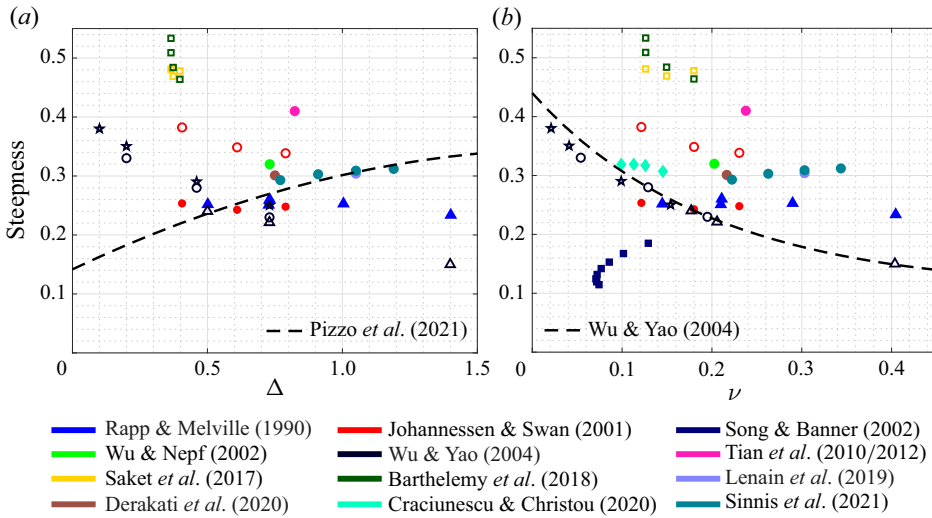 (a) (b)
Steepness
0.5 0.5
0.4 0.4
0.3 0.3
0.2 0.2
0.1 0.1
Pizzo et al. (2021) Wu & Yao (2004)
0 0.5 1.0 1.5 0 0.1 0.2 0.3 0.4
Δ ν
Rapp & Melville (1990) Johannessen & Swan (2001) Song & Banner (2002)
Wu & Nepf (2002) Wu & Yao (2004) Tian et al. (2010/2012)
Saket et al. (2017) Barthelemy et al. (2018) Lenain et al. (2019)
Derakati et al. (2020) Craciunescu & Christou (2020) Sinnis et al. (2021)